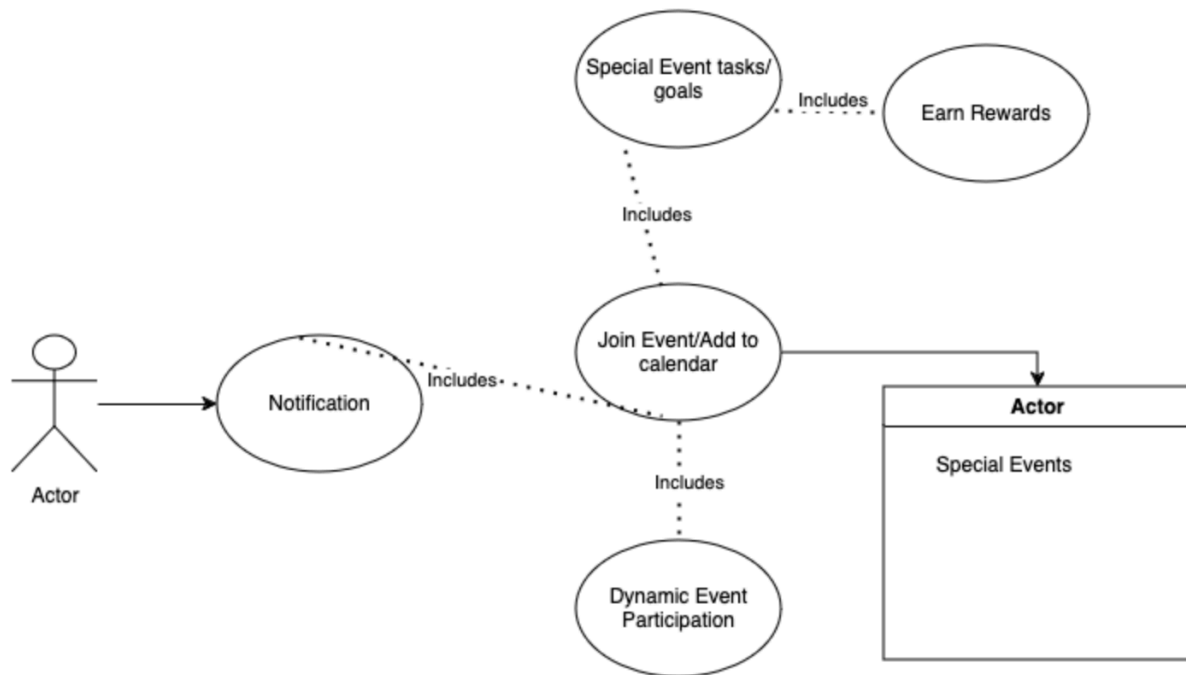 Special Event tasks/
goals
Includes
Earn Rewards
Includes
Join Event/Add to
calendar
Includes
Notification
Actor
Actor
Special Events
Includes
Dynamic Event
Participation